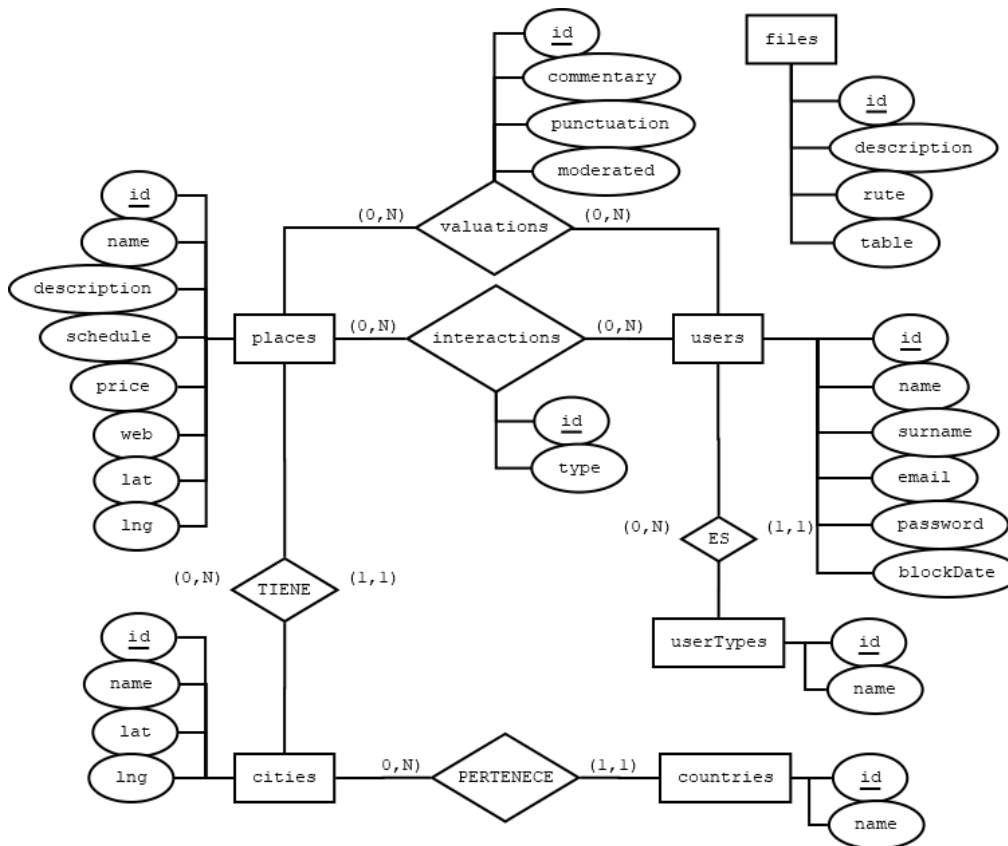 id
commentary
punctuation
moderated
valuations
(0,N)
(0,N)
files
id
description
rute
table
id
name
description
schedule
price
web
lat
lng
places
(0,N)
interactions
(0,N)
users
id
type
id
name
surname
email
password
blockDate
(0,N)
ES
(1,1)
(0,N)
TIENE
(1,1)
userTypes
id
name
id
name
lat
lng
cities
0,N)
PERTENECE
(1,1)
countries
id
name